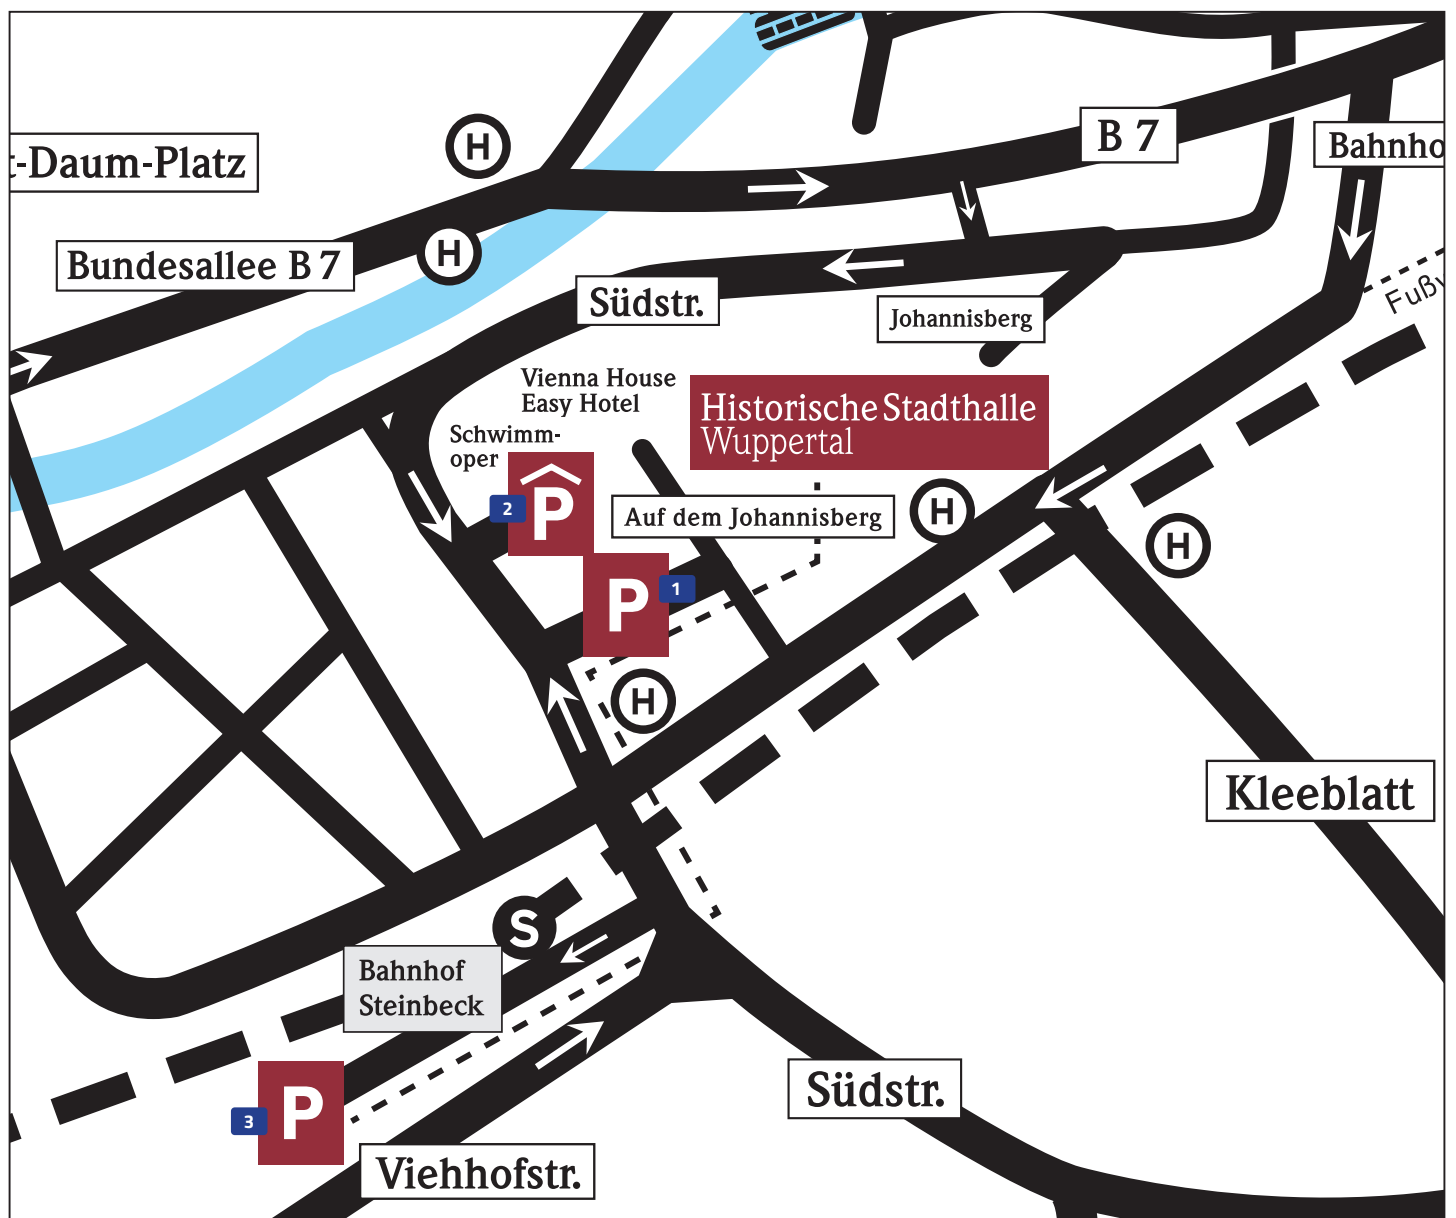 B 7
H
t-Daum-Platz
Bahnho
H
Bundesallee B 7
Südstr.
Fußv
Johannisberg
Vienna House
Easy Hotel
Historische Stadthalle
Wuppertal
Schwimm-
oper
2
P
Auf dem Johannisberg
H
H
P
1
H
Kleeblatt
S
Bahnhof
Steinbeck
Südstr.
P
3
Viehhofstr.